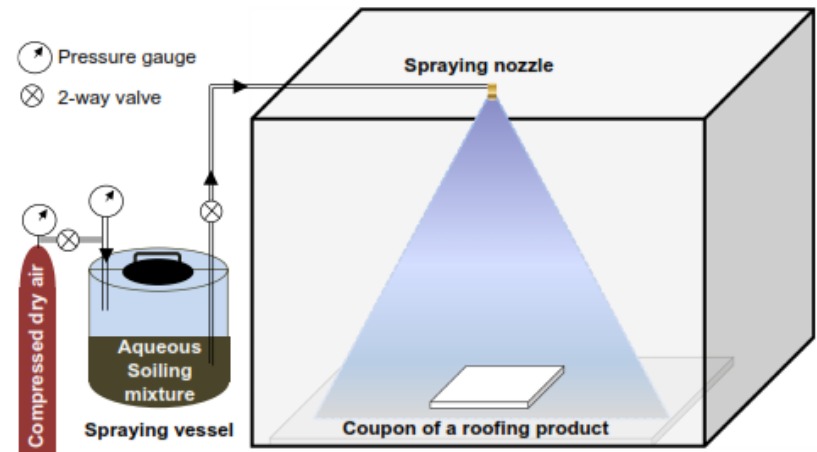 Pressure gauge
2-way valve
Spraying nozzle
Compressed dry air
Aqueous
Soiling
mixture
Spraying vessel
Coupon of a roofing product